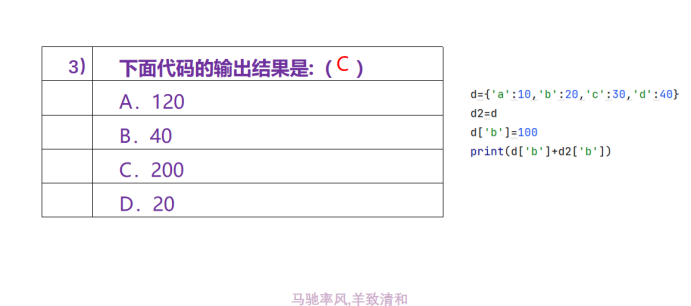 3) 下面代码的输出结果是:（C）
A. 120
B. 40
C. 200
D. 20
d={'a':10,'b':20,'c':30,'d':40}
d2=d
d['b']=100
print(d['b']+d2['b'])
马驰率风,羊致清和